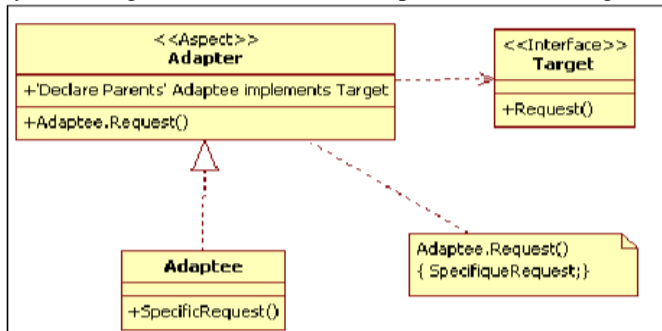 <<Aspect>>
Adapter
+'Declare Parents' Adaptee implements Target
+Adaptee.Request()
<<Interface>>
Target
+Request()
Adaptee
+SpecificRequest()
Adaptee.Request()
{ SpecifiqueRequest;}